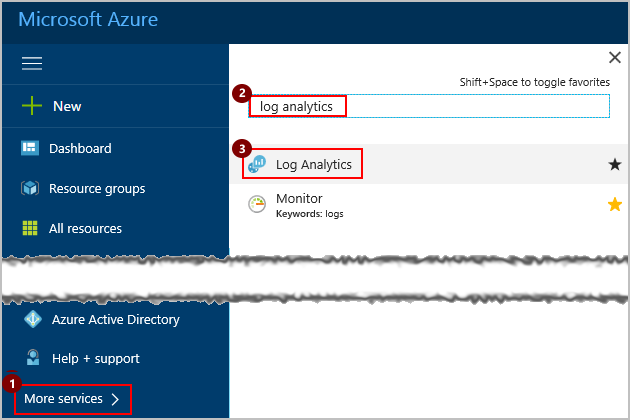 Microsoft Azure
Shift+Space to toggle favorites
2
log analytics
New
3
Log Analytics
Dashboard
Resource groups
Monitor
Keywords: logs
All resources
Azure Active Directory
Help + support
1
More services